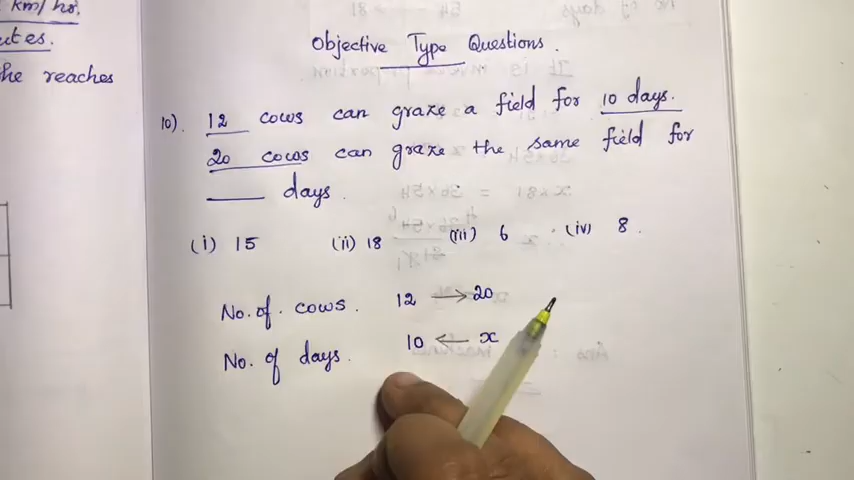 km/hr.
utes.
he reaches
Objective Type Questions.
10). 12 cows can graze a field for 10 days.
20 cows can graze the same field for
____ days.
(i) 15 (ii) 18 (iii) 6 (iv) 8.
No. of. cows. 12 → 20
No. of days. 10 ← x